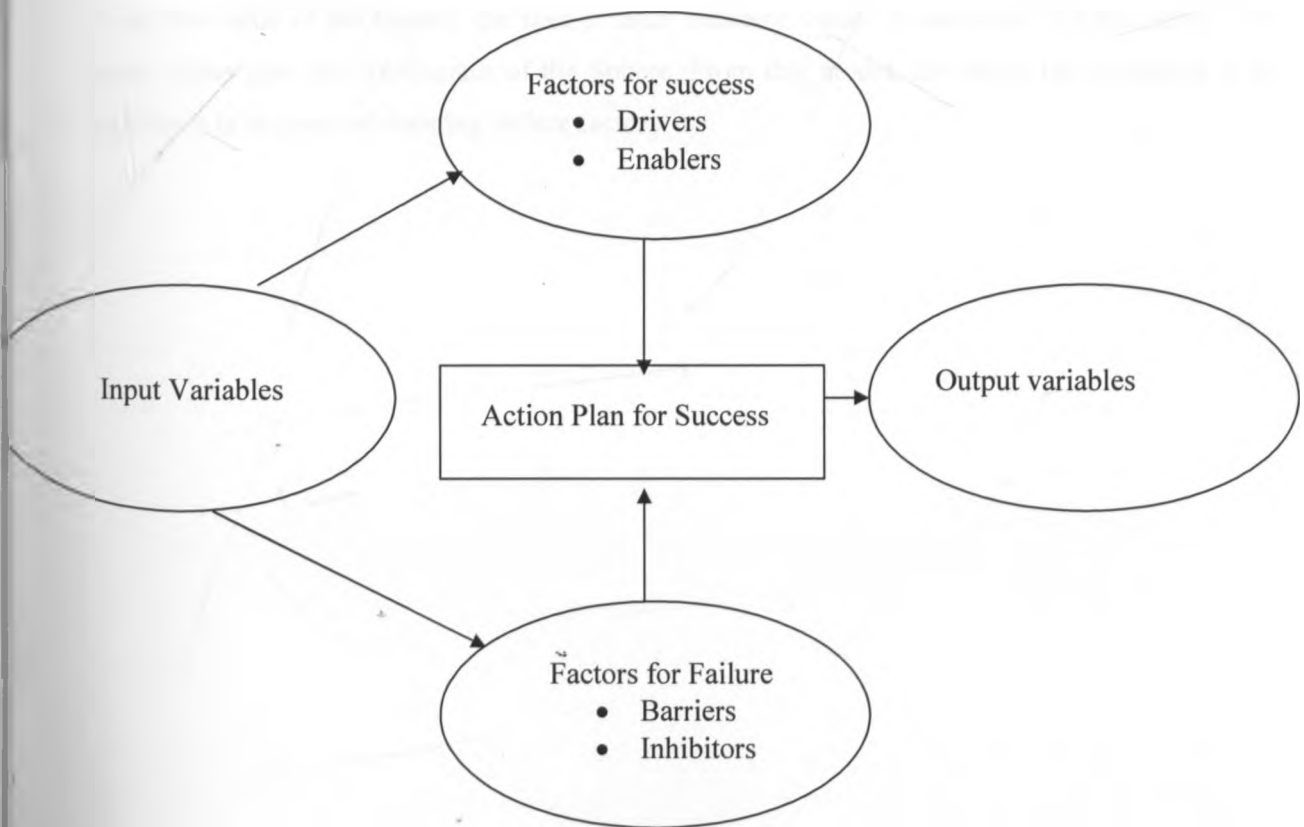 Factors for success
• Drivers
• Enablers
Input Variables
Action Plan for Success
Output variables
Factors for Failure
• Barriers
• Inhibitors